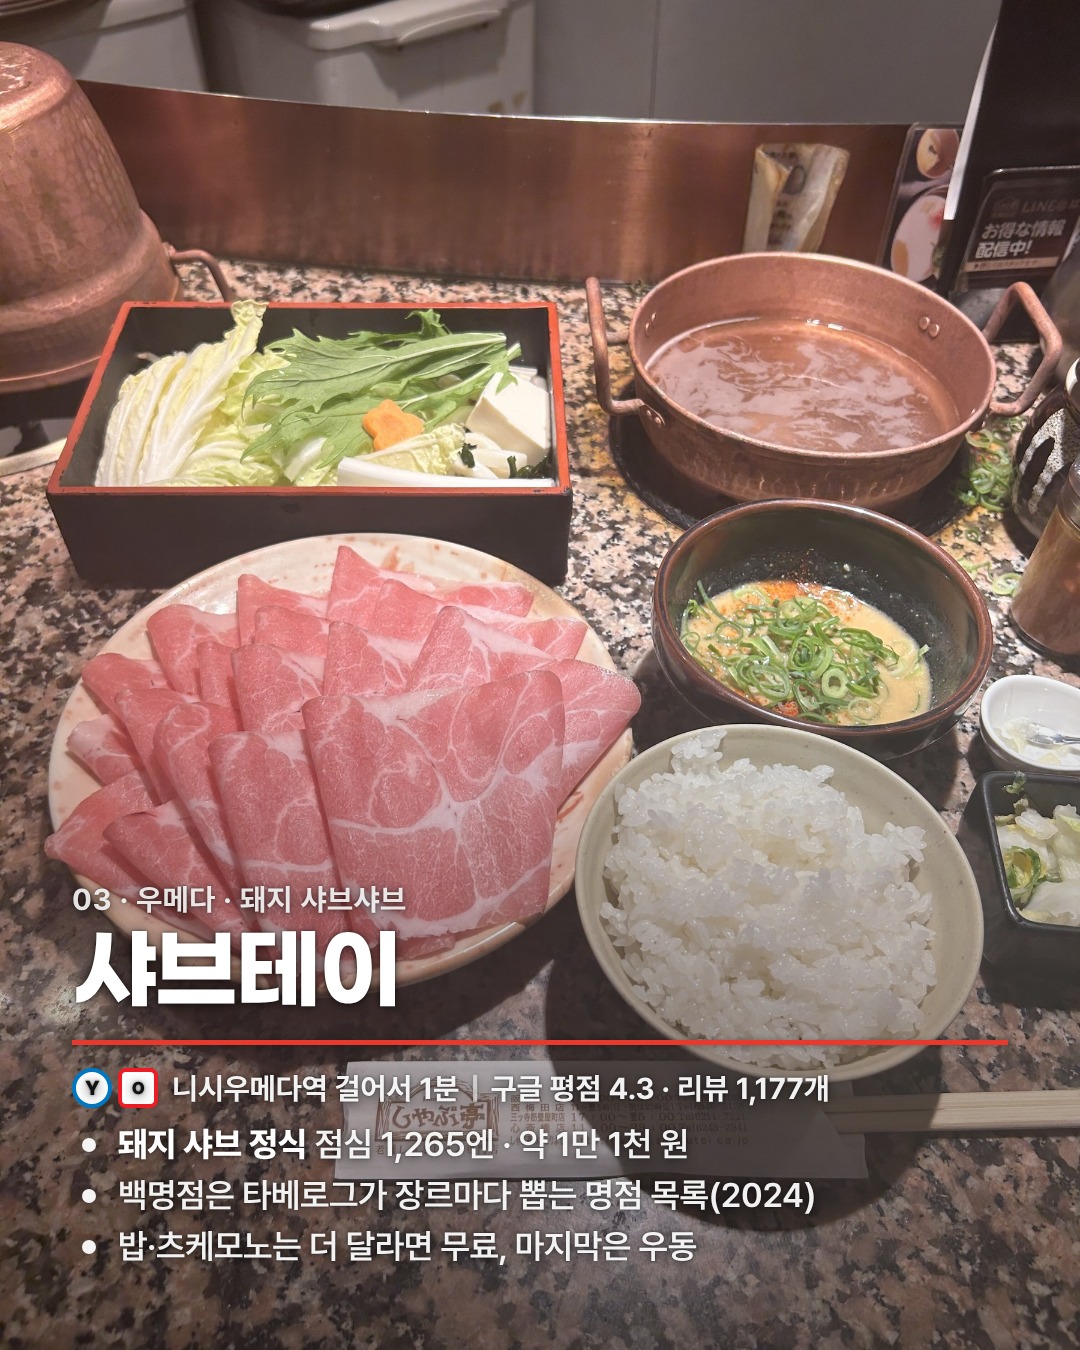 LINE
お得な情報
配信中!
03 · 우메다 · 돼지 샤브샤브
샤브테이
Y O 니시우메다역 걸어서 1분 | 구글 평점 4.3 · 리뷰 1,177개
しゃぶ亭
• 돼지 샤브 정식 점심 1,265엔 · 약 1만 1천 원
• 백명점은 타베로그가 장르마다 뽑는 명점 목록(2024)
• 밥·츠케모노는 더 달라면 무료, 마지막은 우동